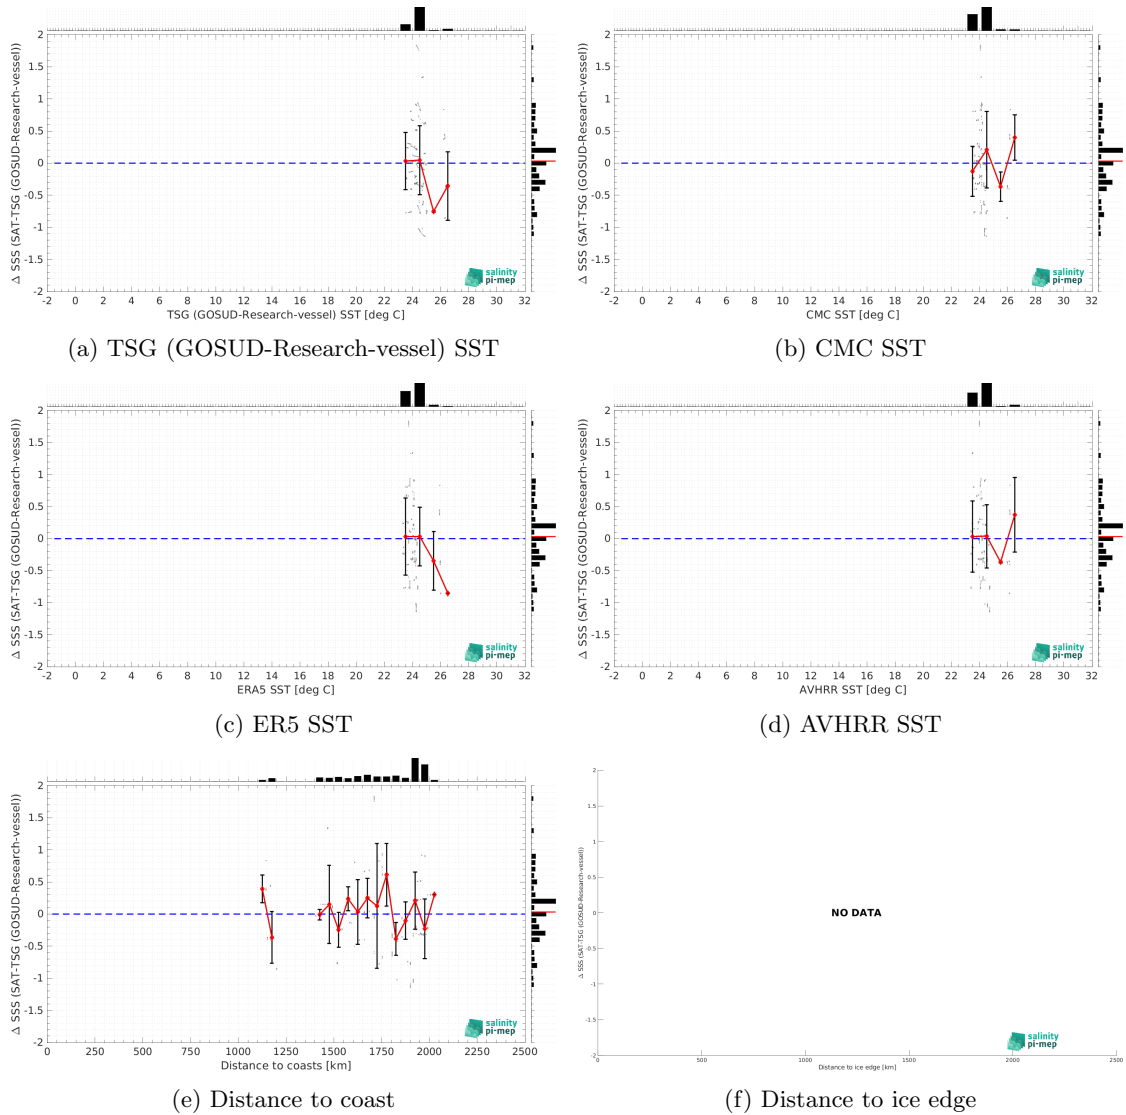 2
1.5
1
0.5
0
-0.5
-1
-1.5
-2
Δ SSS (SAT-TSG (GOSUD-Research-vessel))
-2 0 2 4 6 8 10 12 14 16 18 20 22 24 26 28 30 32
TSG (GOSUD-Research-vessel) SST [deg C]
salinity
pi-mep
(a) TSG (GOSUD-Research-vessel) SST
2
1.5
1
0.5
0
-0.5
-1
-1.5
-2
Δ SSS (SAT-TSG (GOSUD-Research-vessel))
-2 0 2 4 6 8 10 12 14 16 18 20 22 24 26 28 30 32
CMC SST [deg C]
salinity
pi-mep
(b) CMC SST
2
1.5
1
0.5
0
-0.5
-1
-1.5
-2
Δ SSS (SAT-TSG (GOSUD-Research-vessel))
-2 0 2 4 6 8 10 12 14 16 18 20 22 24 26 28 30 32
ERA5 SST [deg C]
salinity
pi-mep
(c) ER5 SST
2
1.5
1
0.5
0
-0.5
-1
-1.5
-2
Δ SSS (SAT-TSG (GOSUD-Research-vessel))
-2 0 2 4 6 8 10 12 14 16 18 20 22 24 26 28 30 32
AVHRR SST [deg C]
salinity
pi-mep
(d) AVHRR SST
2
1.5
1
0.5
0
-0.5
-1
-1.5
-2
Δ SSS (SAT-TSG (GOSUD-Research-vessel))
0 250 500 750 1000 1250 1500 1750 2000 2250 2500
Distance to coasts [km]
salinity
pi-mep
(e) Distance to coast
2
1.5
1
0.5
0
-0.5
-1
-1.5
-2
Δ SSS (SAT-TSG (GOSUD-Research-vessel))
NO DATA
0 500 1000 1500 2000 2500
Distance to ice edge [km]
salinity
pi-mep
(f) Distance to ice edge